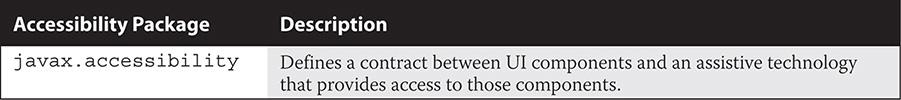 Accessibility Package Description
javax.accessibility Defines a contract between UI components and an assistive technology
that provides access to those components.